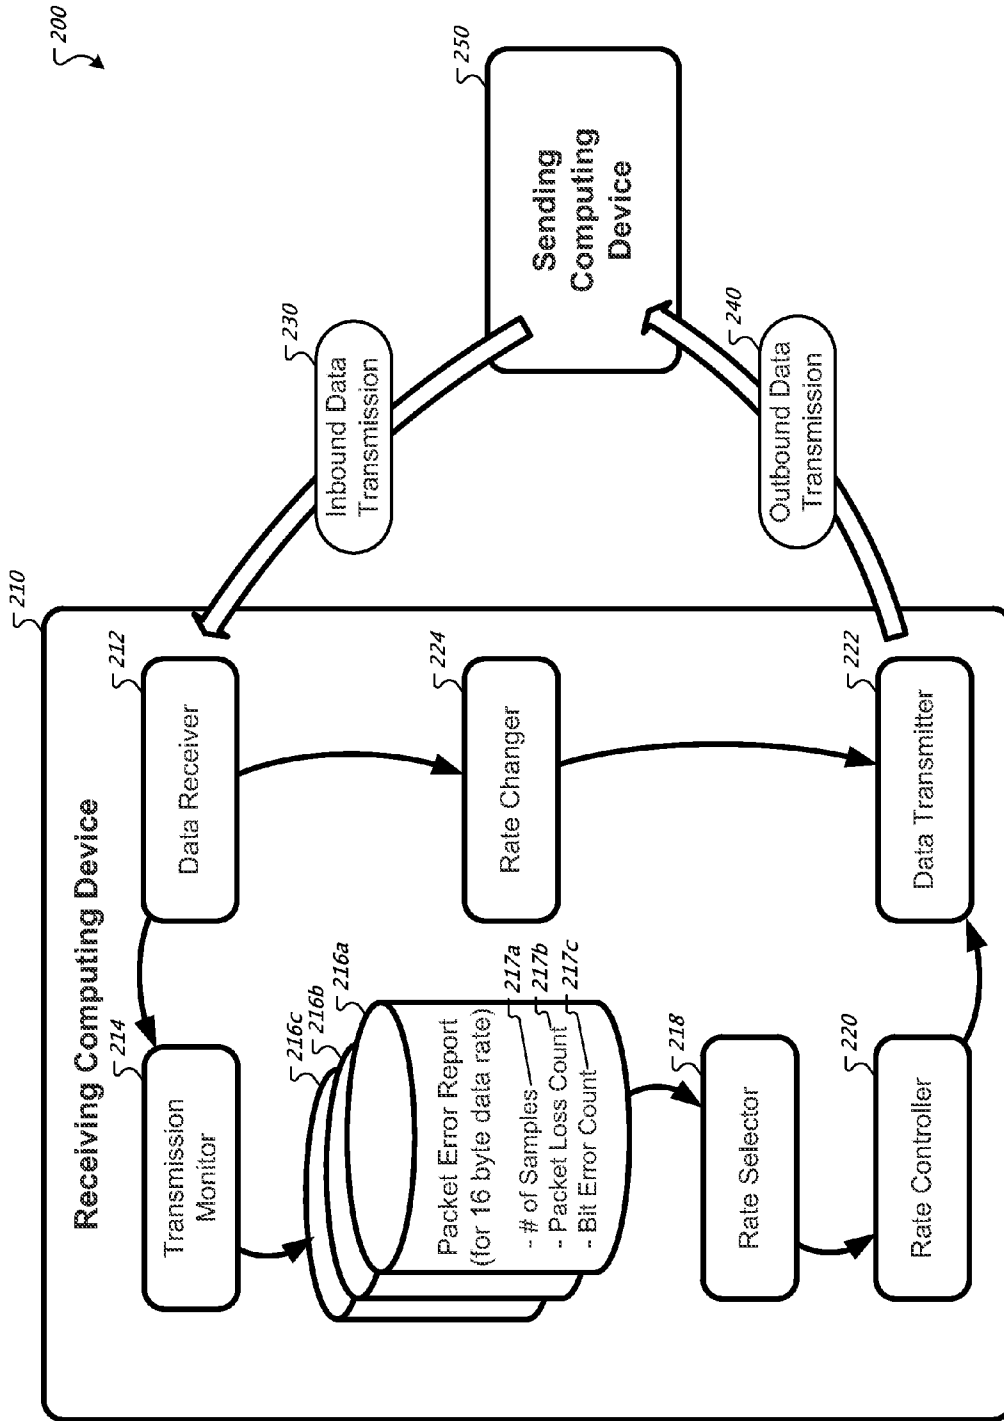 200
Receiving Computing Device
210
Data Receiver
212
Transmission
Monitor
214
216c
216b
216a
Packet Error Report
(for 16 byte data rate)
- # of Samples
217a
- Packet Loss Count
217b
- Bit Error Count
217c
Rate Changer
224
Rate Selector
218
Rate Controller
220
Data Transmitter
222
Inbound Data
Transmission
230
Outbound Data
Transmission
240
Sending
Computing
Device
250